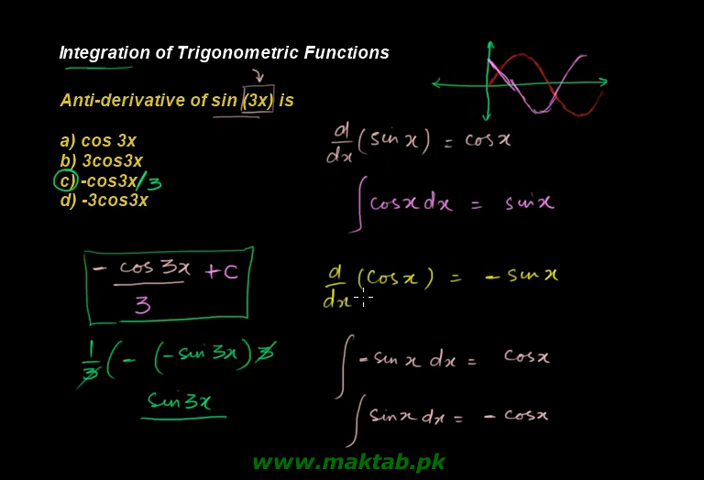 Integration of Trigonometric Functions
Anti-derivative of sin (3x) is
a) cos 3x
b) 3cos3x
c) -cos3x/3
d) -3cos3x
- cos 3x / 3 + C
1/3 (- (-sin 3x) 3
sin 3x
d/dx (sin x) = cos x
∫ cos x dx = sin x
d/dx (cos x) = - sin x
∫ - sin x dx = cos x
∫ sin x dx = - cos x
www.maktab.pk